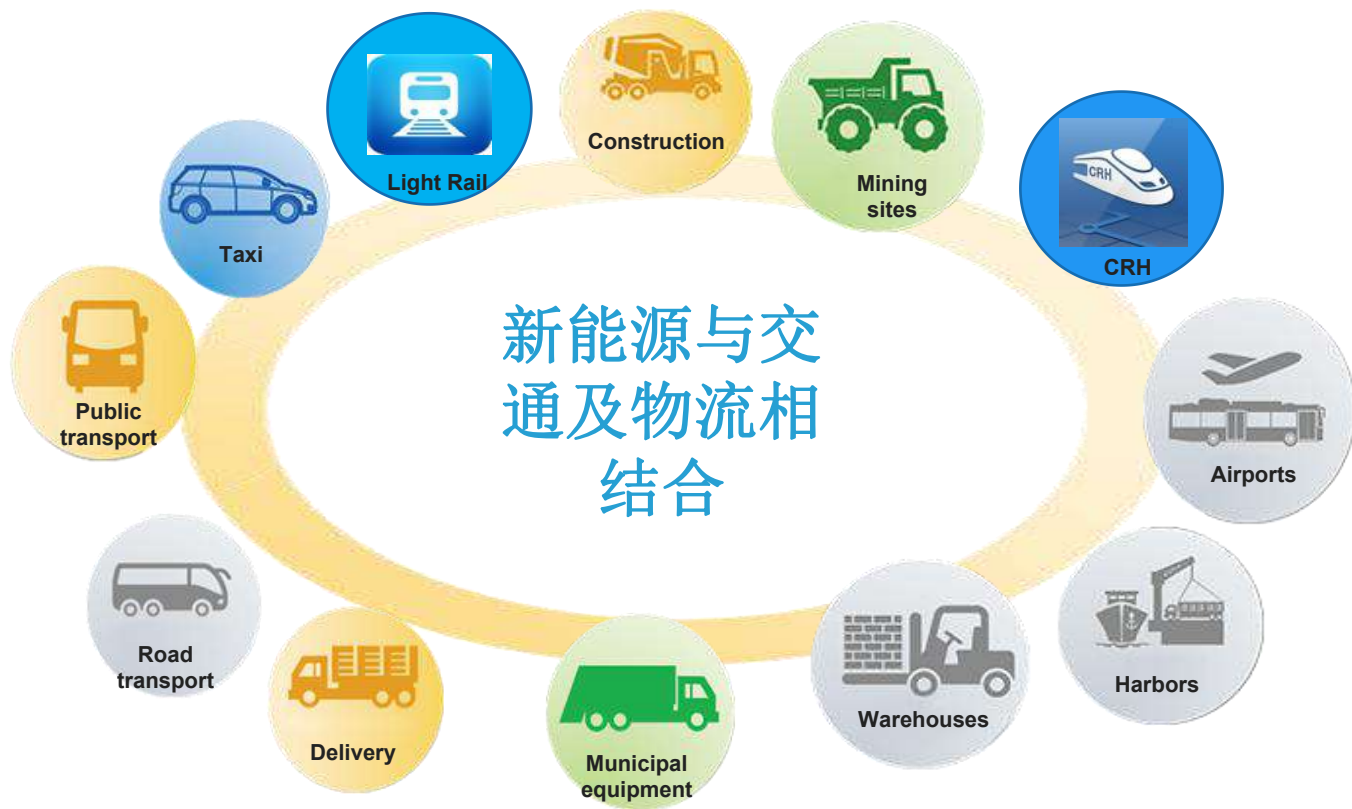 Light Rail
Construction
Mining
sites
CRH
CRH
Taxi
新能源与交
通及物流相
结合
Public
transport
Airports
Road
transport
Delivery
Municipal
equipment
Warehouses
Harbors